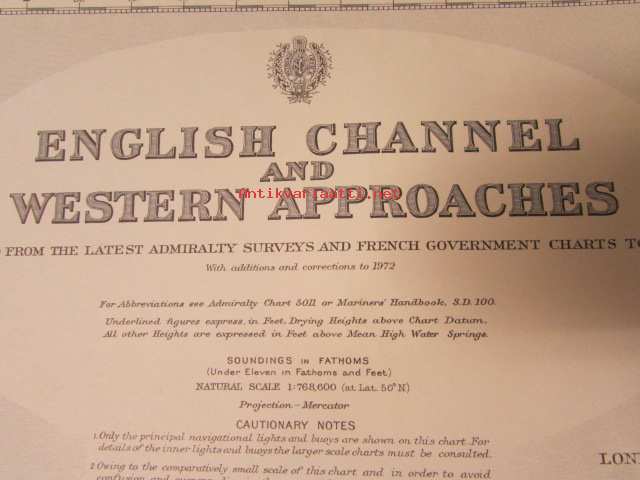 ENGLISH CHANNEL
AND
Antikvariaatti.net
WESTERN APPROACHES
FROM THE LATEST ADMIRALTY SURVEYS AND FRENCH GOVERNMENT CHARTS TO
With additions and corrections to 1972
For Abbreviations see Admiralty Chart 5011 or Mariners' Handbook, S.D. 100.
Underlined figures express, in Feet, Drying Heights above Chart Datum.
All other Heights are expressed in Feet above Mean High Water Springs.
SOUNDINGS IN FATHOMS
(Under Eleven in Fathoms and Feet)
NATURAL SCALE 1:768,600 (at Lat. 50° N)
Projection – Mercator
CAUTIONARY NOTES
1. Only the principal navigational lights and buoys are shown on this chart. For
details of the inner lights and buoys the larger scale charts must be consulted.
2. Owing to the comparatively small scale of this chart and in order to avoid
LON